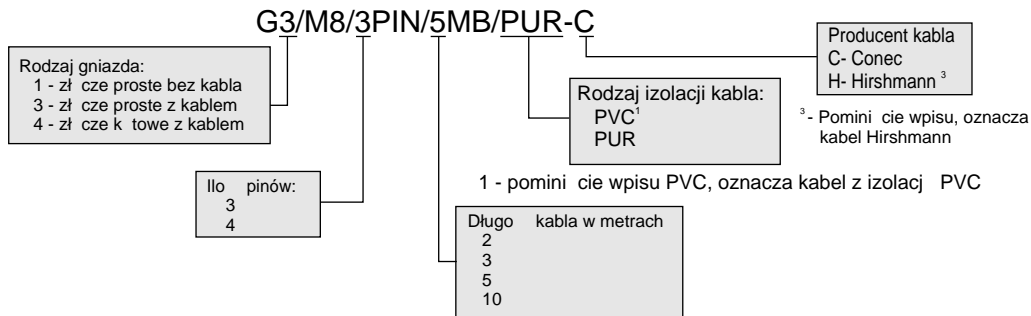 G3/M8/3PIN/5MB/PUR-C
Rodzaj gniazda:
1 - zł cze proste bez kabla
3 - zł cze proste z kablem
4 - zł cze k towe z kablem
Producent kabla
C- Conec
H- Hirshmann ³
Rodzaj izolacji kabla:
PVC¹
PUR
³ - Pomini cie wpisu, oznacza
kabel Hirshmann
1 - pomini cie wpisu PVC, oznacza kabel z izolacj PVC
Ilo pinów:
3
4
Długo kabla w metrach
2
3
5
10